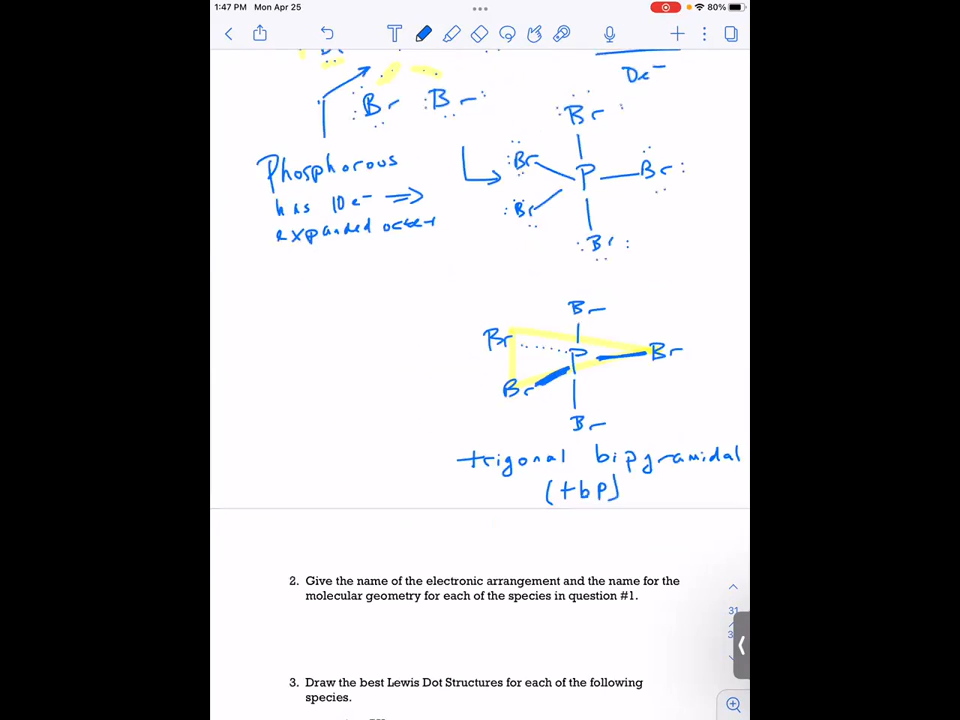 1:47 PM Mon Apr 25
80%
T
De-
Br Br
Br
Phosphorous
has 10e- =>
expanded octet
Br
P
Br
Br
Br
Br
Br
P
Br
Br
Br
trigonal bipyramidal
(tbp)
2. Give the name of the electronic arrangement and the name for the
molecular geometry for each of the species in question #1.
31
3. Draw the best Lewis Dot Structures for each of the following
species.